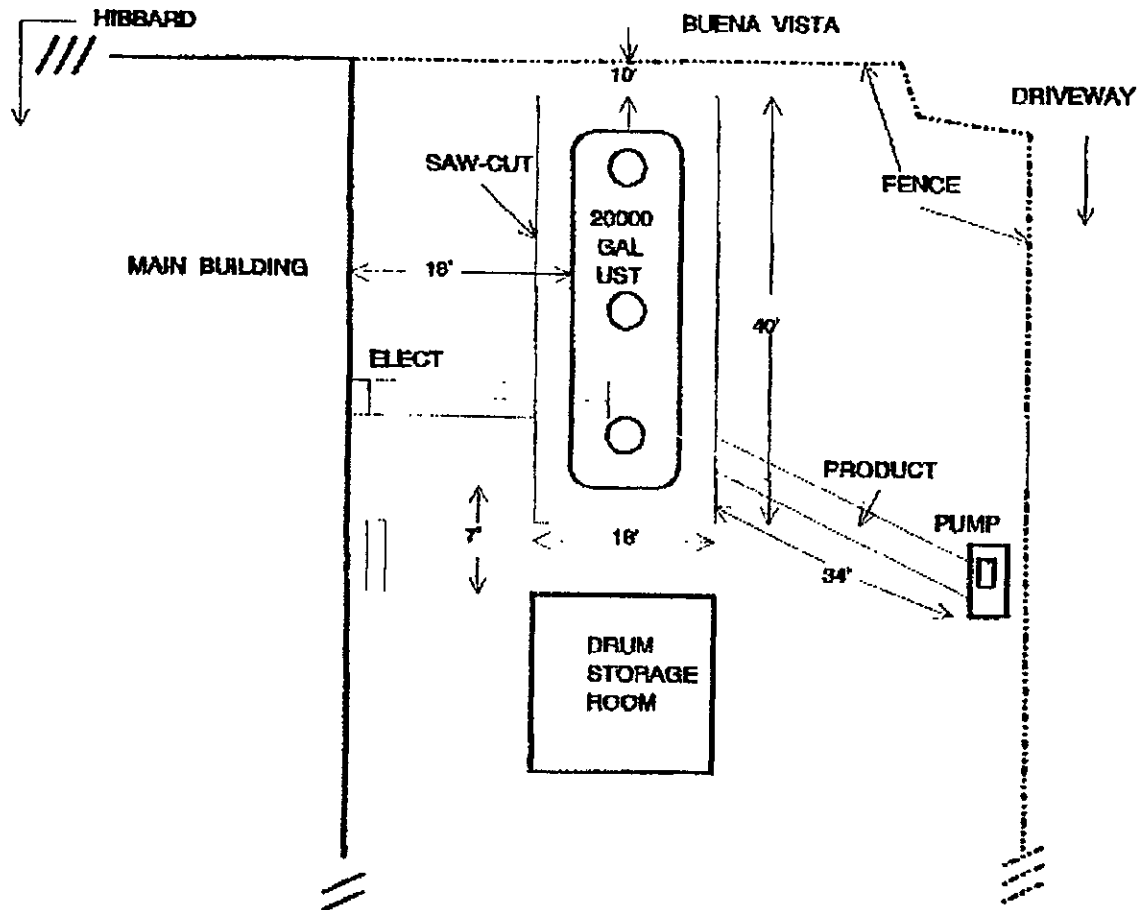 HIBBARD
BUENA VISTA
10'
DRIVEWAY
SAW-CUT
FENCE
20000
GAL
UST
MAIN BUILDING
18'
40'
ELECT
PRODUCT
PUMP
7'
18'
34'
DRUM
STORAGE
ROOM